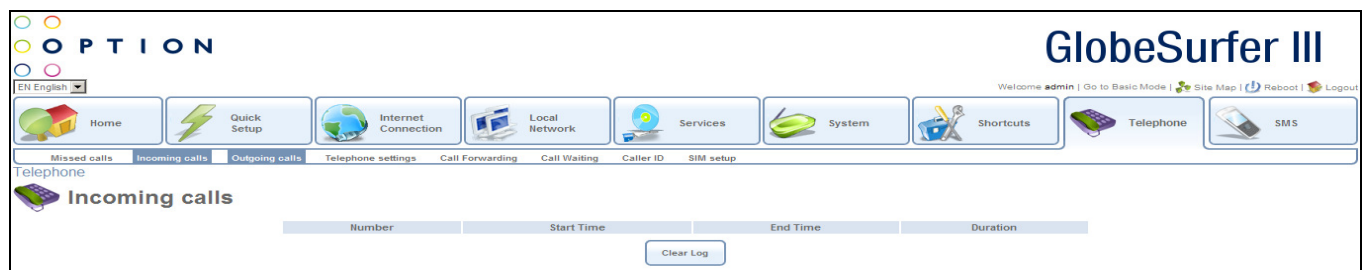 OPTION
GlobeSurfer III
EN English
Welcome admin | Go to Basic Mode | Site Map | Reboot | Logout
Home
Quick Setup
Internet Connection
Local Network
Services
System
Shortcuts
Telephone
SMS
Missed calls Incoming calls Outgoing calls Telephone settings Call Forwarding Call Waiting Caller ID SIM setup
Telephone
Incoming calls
Number Start Time End Time Duration
Clear Log